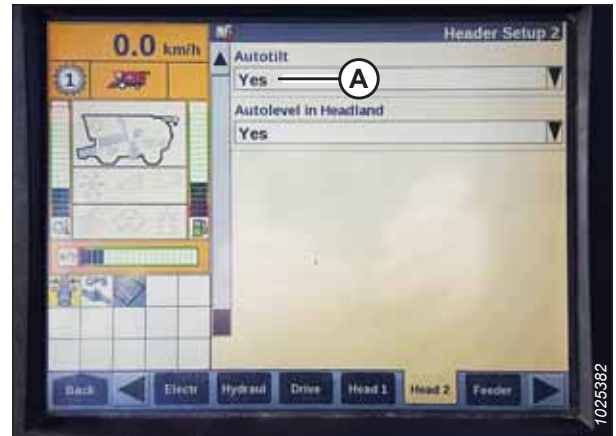 Header Setup 2
0.0 km/h
Autotilt
Yes
A
1
Autolevel in Headland
Yes
GPS
Back
Electr
Hydraul
Drive
Head 1
Head 2
Feeder
1025382